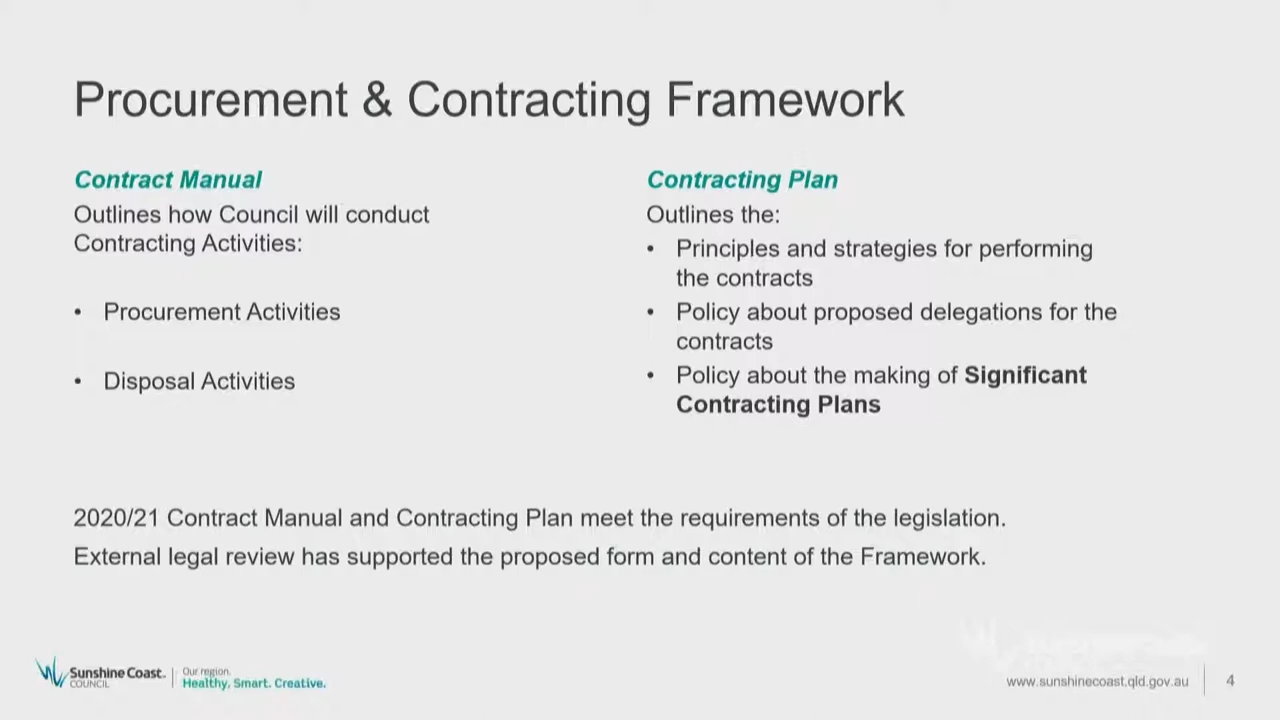 Procurement & Contracting Framework
Contract Manual
Outlines how Council will conduct
Contracting Activities:
• Procurement Activities
• Disposal Activities
Contracting Plan
Outlines the:
• Principles and strategies for performing
the contracts
• Policy about proposed delegations for the
contracts
• Policy about the making of Significant
Contracting Plans
2020/21 Contract Manual and Contracting Plan meet the requirements of the legislation.
External legal review has supported the proposed form and content of the Framework.
Sunshine Coast.
COUNCIL
Our region.
Healthy. Smart. Creative.
www.sunshinecoast.qld.gov.au
4